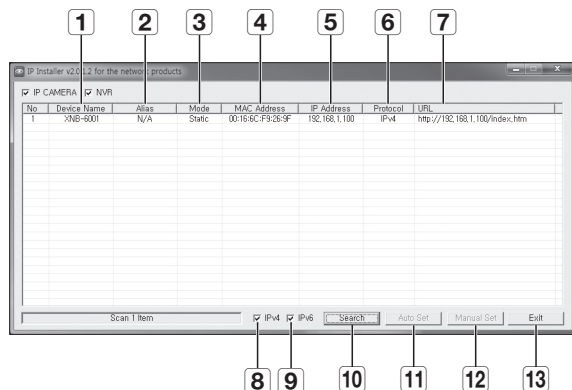 1 2 3 4 5 6 7
IP Installer v2.0.1.2 for the network products
IP CAMERA NVR
No Device Name Alias Mode MAC Address IP Address Protocol URL
1 XNB-6001 N/A Static 00:16:6C:F9:26:9F 192,168,1,100 IPv4 http://192,168,1,100/index,htm
Scan 1 Item IPv4 IPv6 Search Auto Set Manual Set Exit
8 9 10 11 12 13